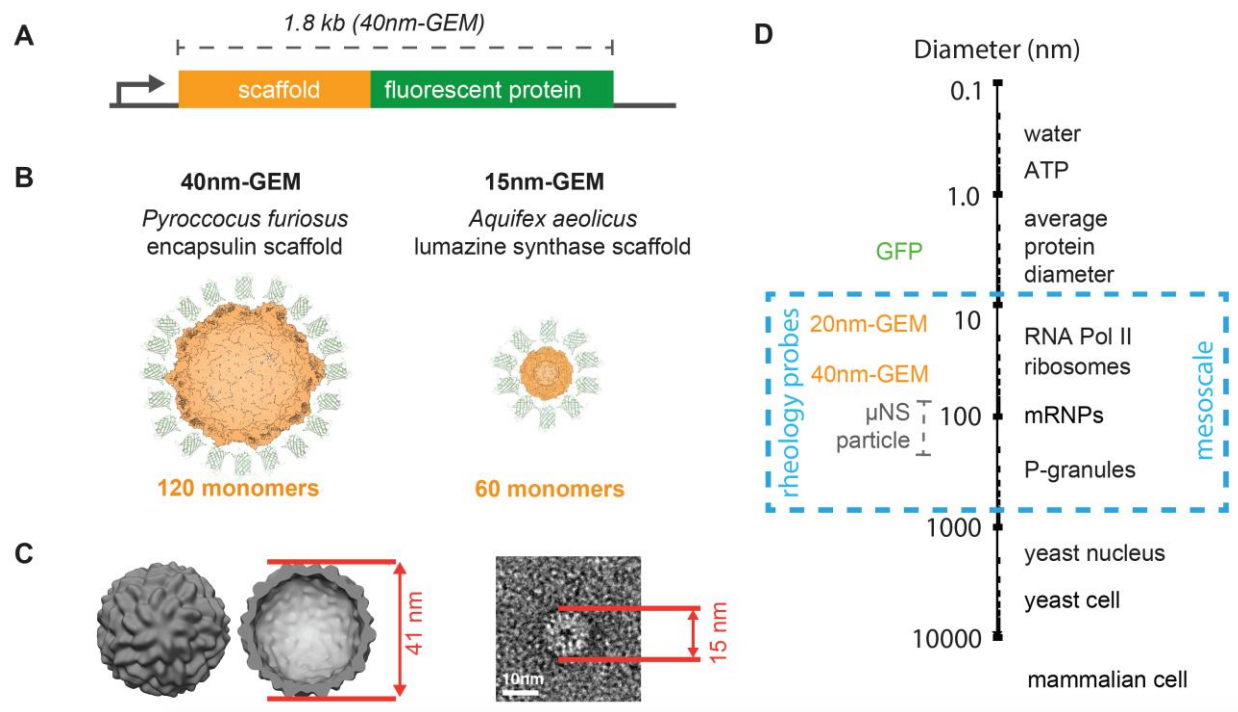 A
1.8 kb (40nm-GEM)
scaffold
fluorescent protein
B
40nm-GEM
Pyroccocus furiosus
encapsulin scaffold
120 monomers
15nm-GEM
Aquifex aeolicus
lumazine synthase scaffold
60 monomers
C
41 nm
10nm
15 nm
D
Diameter (nm)
0.1
water
ATP
1.0
average
protein
diameter
GFP
rheology probes
10
20nm-GEM
RNA Pol II
ribosomes
40nm-GEM
µNS
particle
100
mRNPs
P-granules
mesoscale
1000
yeast nucleus
yeast cell
10000
mammalian cell